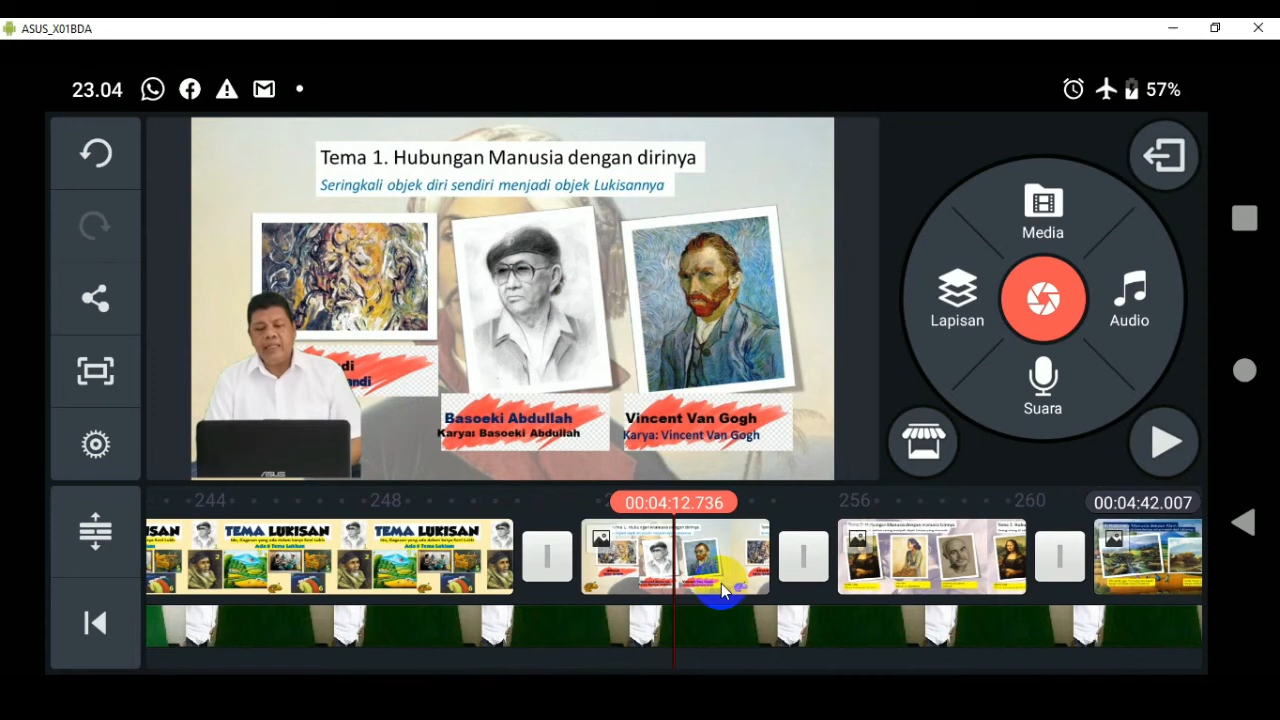 ASUS_X01BDA
23.04
57%
Tema 1. Hubungan Manusia dengan dirinya
Seringkali objek diri sendiri menjadi objek Lukisannya
Basoeki Abdullah
Karya: Basoeki Abdullah
Vincent Van Gogh
Karya: Vincent Van Gogh
ASUS
Media
Lapisan
Audio
Suara
244
248
00:04:12.736
256
260
00:04:42.007
TEMA LUKISAN
TEMA LUKISAN